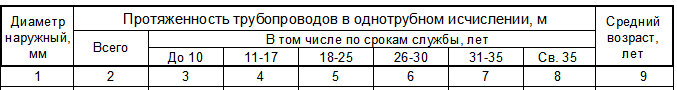 Диаметр наружный, мм
Протяженность трубопроводов в однотрубном исчислении, м
Средний возраст, лет
Всего
В том числе по срокам службы, лет
До 10 11-17 18-25 26-30 31-35 Св. 35
1 2 3 4 5 6 7 8 9